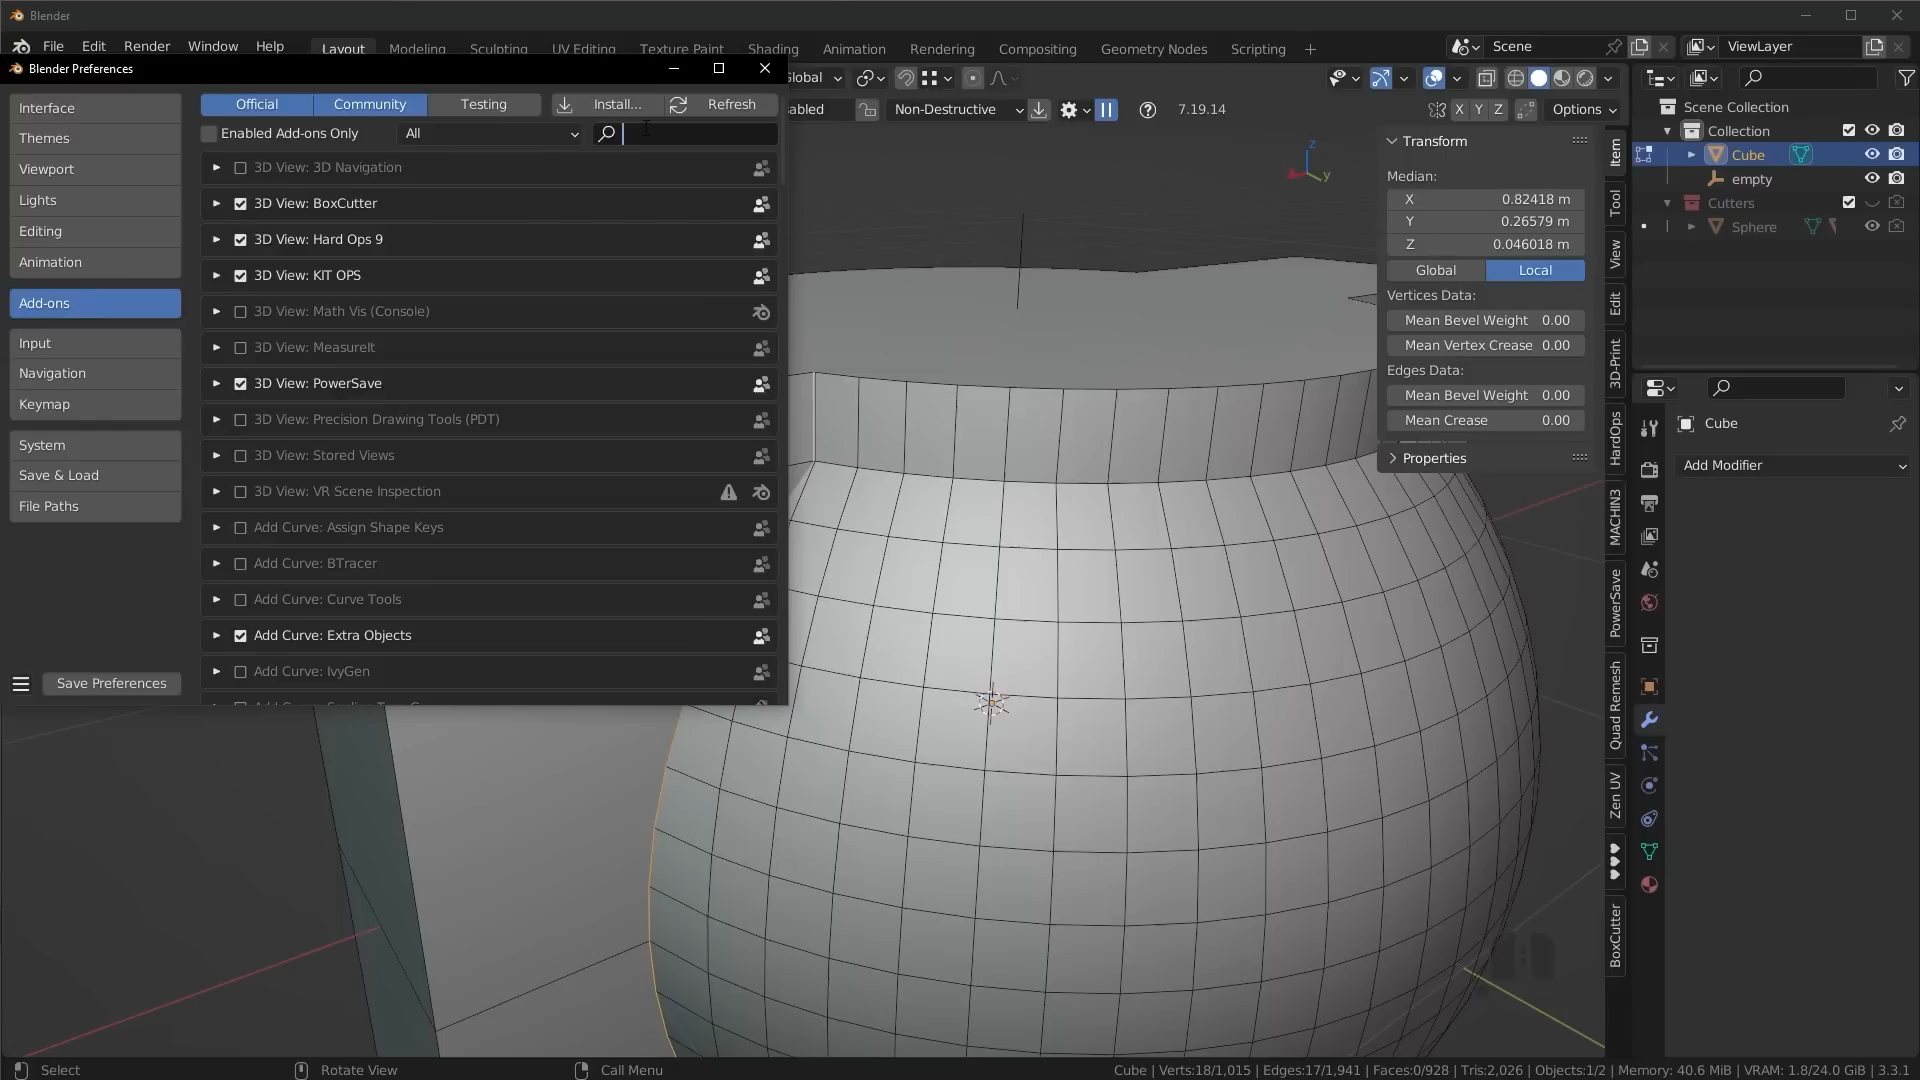 Blender
File Edit Render Window Help Layout Modeling Sculpting UV Editing Texture Paint Shading Animation Rendering Compositing Geometry Nodes Scripting + Scene ViewLayer
Blender Preferences
Global
Interface
Themes
Viewport
Lights
Editing
Animation
Add-ons
Input
Navigation
Keymap
System
Save & Load
File Paths
Save Preferences
Official Community Testing Install... Refresh
Enabled Add-ons Only All
3D View: 3D Navigation
3D View: BoxCutter
3D View: Hard Ops 9
3D View: KIT OPS
3D View: Math Vis (Console)
3D View: MeasureIt
3D View: PowerSave
3D View: Precision Drawing Tools (PDT)
3D View: Stored Views
3D View: VR Scene Inspection
Add Curve: Assign Shape Keys
Add Curve: BTracer
Add Curve: Curve Tools
Add Curve: Extra Objects
Add Curve: IvyGen
abled Non-Destructive 7.19.14 X Y Z Options
z
y
Transform
Median:
X 0.82418 m
Y 0.26579 m
Z 0.046018 m
Global Local
Vertices Data:
Mean Bevel Weight 0.00
Mean Vertex Crease 0.00
Edges Data:
Mean Bevel Weight 0.00
Mean Crease 0.00
Properties
Item
Tool
View
Edit
3D-Print
HardOps
MACHIN3
PowerSave
Quad Remesh
Zen UV
BoxCutter
Scene Collection
Collection
Cube
empty
Cutters
Sphere
Cube
Add Modifier
Select Rotate View Call Menu Cube | Verts:18/1,015 | Edges:17/1,941 | Faces:0/928 | Tris:2,026 | Objects:1/2 | Memory: 40.6 MiB | VRAM: 1.8/24.0 GiB | 3.3.1